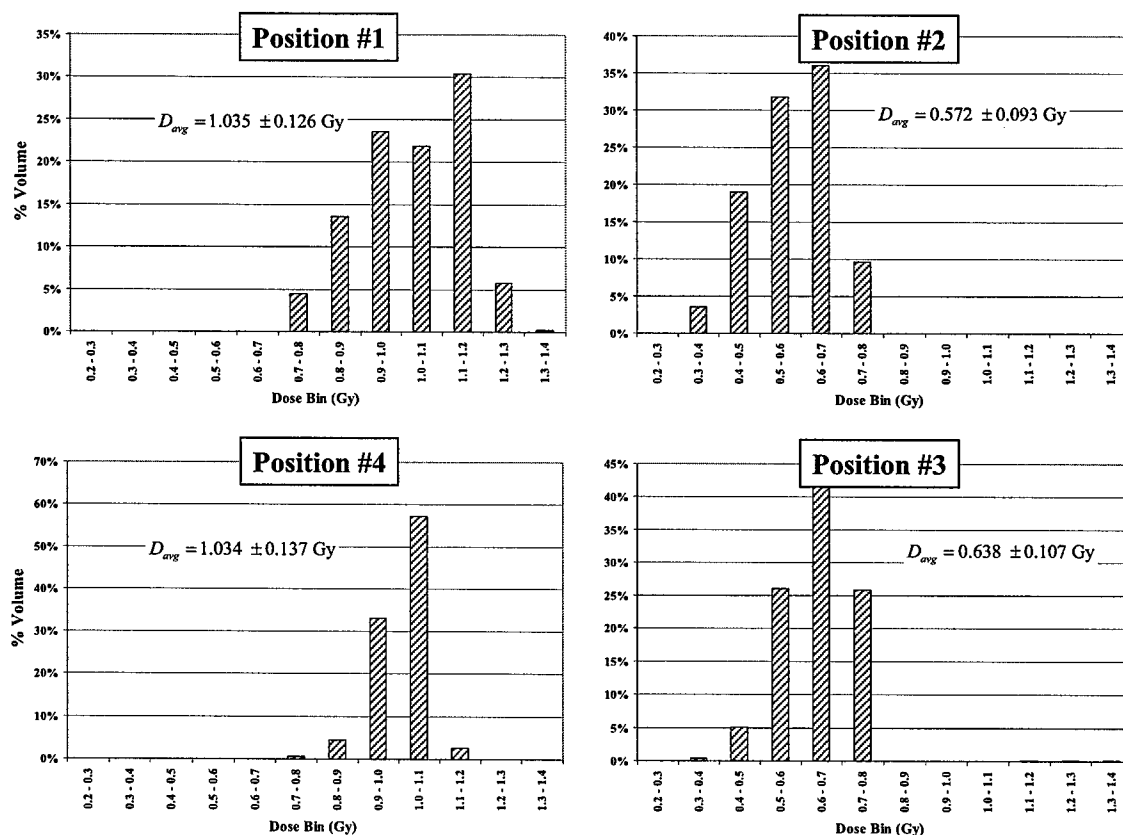 Position #1
35%
30%
25%
20%
15%
10%
5%
0%
% Volume
D_avg = 1.035 ±0.126 Gy
0.2 - 0.3
0.3 - 0.4
0.4 - 0.5
0.5 - 0.6
0.6 - 0.7
0.7 - 0.8
0.8 - 0.9
0.9 - 1.0
1.0 - 1.1
1.1 - 1.2
1.2 - 1.3
1.3 - 1.4
Dose Bin (Gy)
Position #2
40%
35%
30%
25%
20%
15%
10%
5%
0%
D_avg = 0.572 ±0.093 Gy
0.2 - 0.3
0.3 - 0.4
0.4 - 0.5
0.5 - 0.6
0.6 - 0.7
0.7 - 0.8
0.8 - 0.9
0.9 - 1.0
1.0 - 1.1
1.1 - 1.2
1.2 - 1.3
1.3 - 1.4
Dose Bin (Gy)
Position #4
70%
60%
50%
40%
30%
20%
10%
0%
% Volume
D_avg = 1.034 ±0.137 Gy
0.2 - 0.3
0.3 - 0.4
0.4 - 0.5
0.5 - 0.6
0.6 - 0.7
0.7 - 0.8
0.8 - 0.9
0.9 - 1.0
1.0 - 1.1
1.1 - 1.2
1.2 - 1.3
1.3 - 1.4
Dose Bin (Gy)
Position #3
45%
40%
35%
30%
25%
20%
15%
10%
5%
0%
D_avg = 0.638 ±0.107 Gy
0.2 - 0.3
0.3 - 0.4
0.4 - 0.5
0.5 - 0.6
0.6 - 0.7
0.7 - 0.8
0.8 - 0.9
0.9 - 1.0
1.0 - 1.1
1.1 - 1.2
1.2 - 1.3
1.3 - 1.4
Dose Bin (Gy)